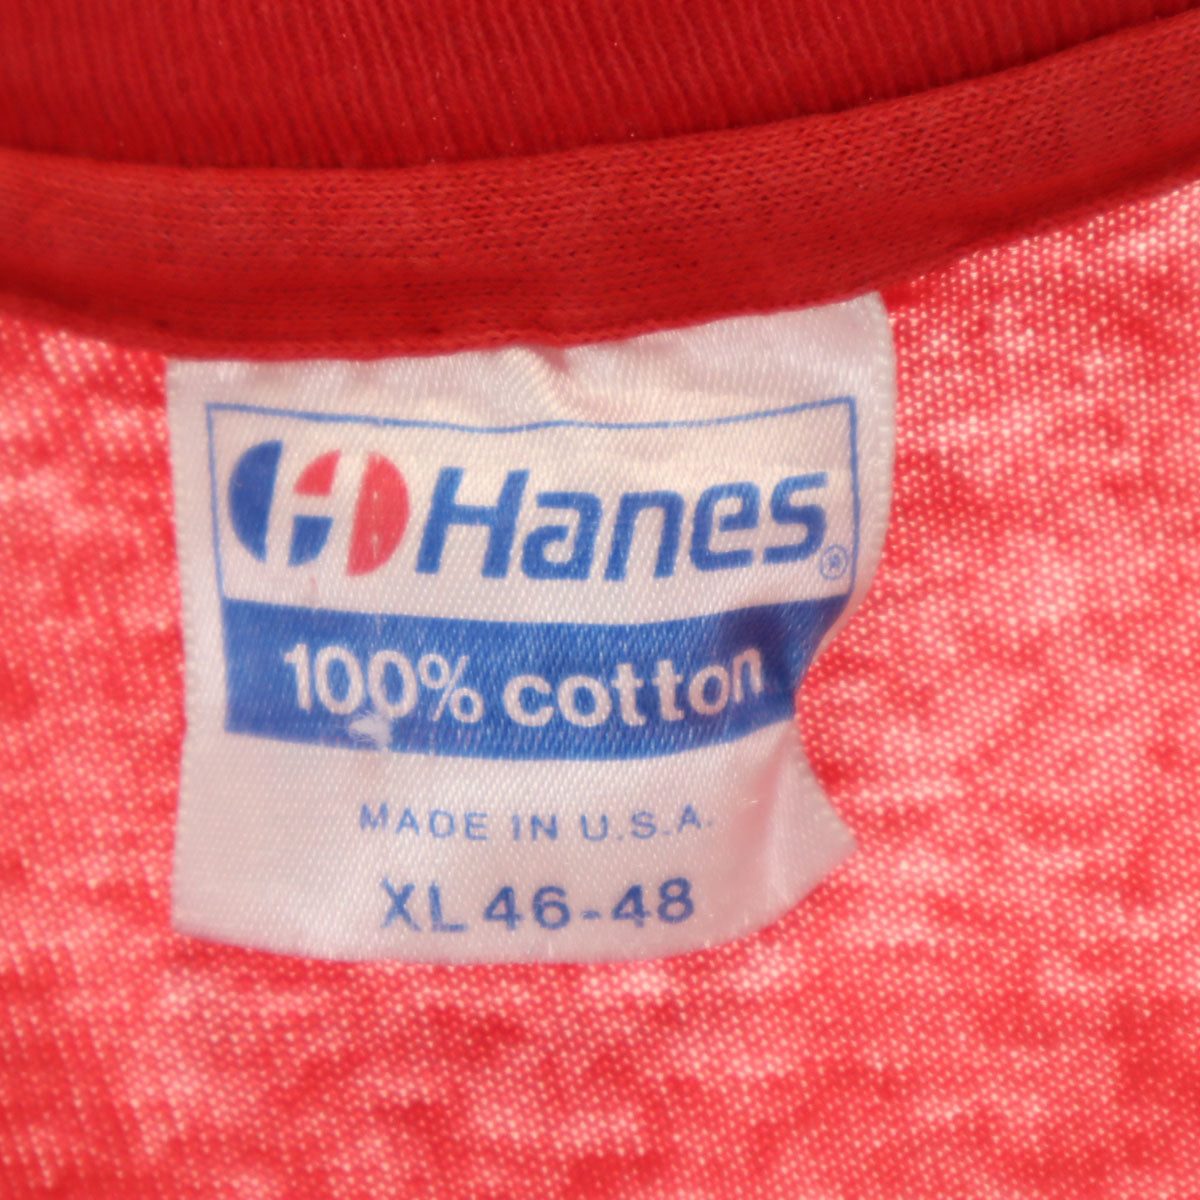 Hanes®
100% cotton
MADE IN U.S.A.
XL 46-48